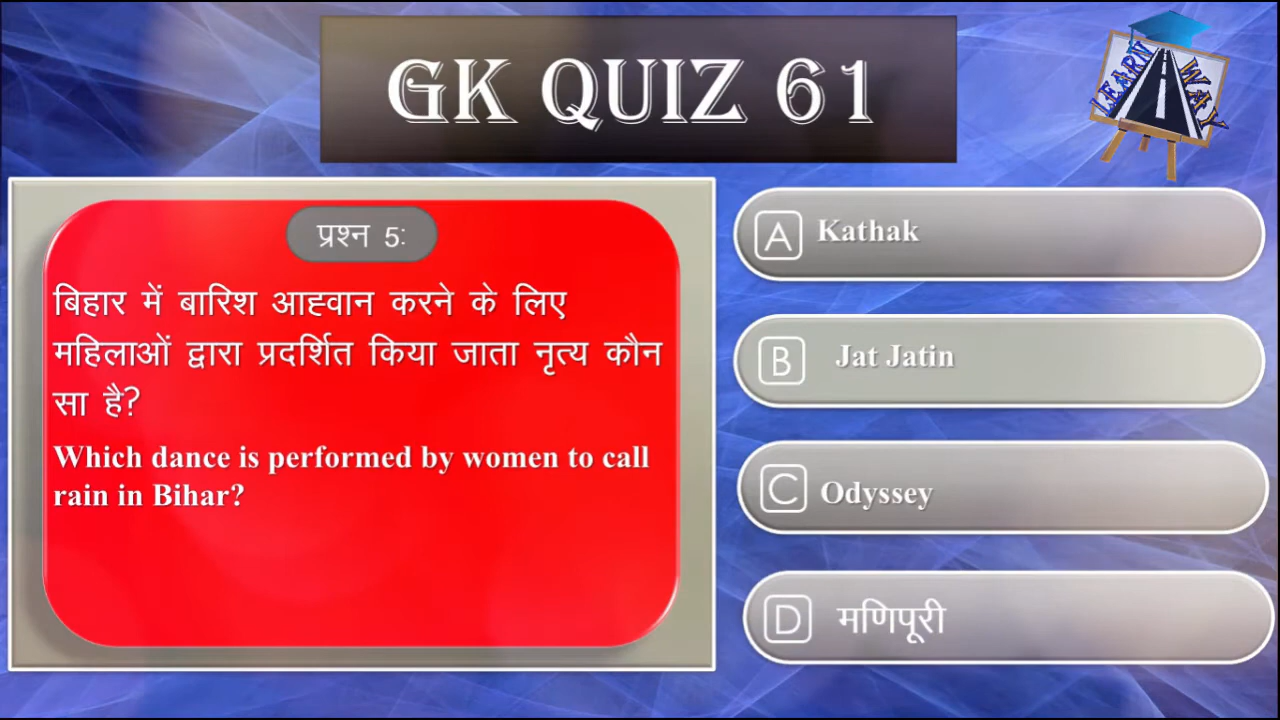 GK QUIZ 61
LEARN WAY
प्रश्न 5:
बिहार में बारिश आह्वान करने के लिए
महिलाओं द्वारा प्रदर्शित किया जाता नृत्य कौन
सा है?
Which dance is performed by women to call
rain in Bihar?
A Kathak
B Jat Jatin
C Odyssey
D मणिपूरी